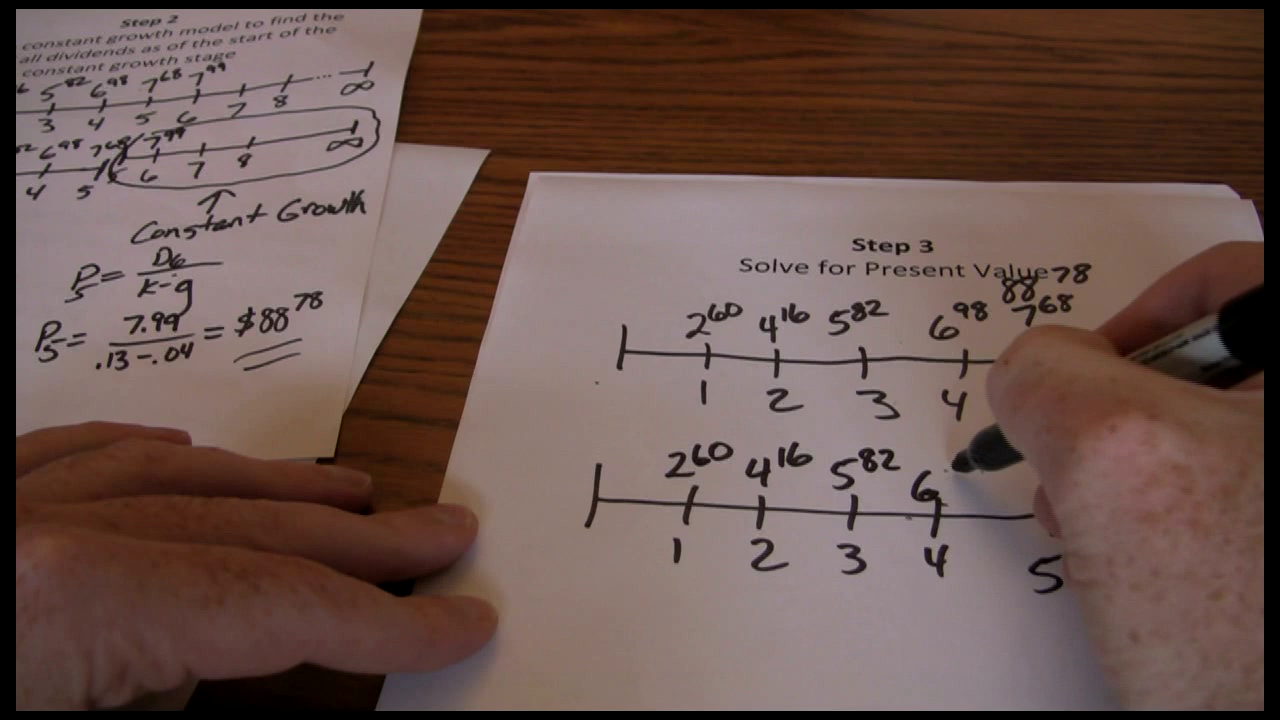 Step 2
constant growth model to find the
all dividends as of the start of the
constant growth stage
6 5 82 6 98 7 68 7 99
3 4 5 6 7 8 ... ∞
82 6 98 7 68 7 99
4 5 6 7 8 ∞
Constant Growth
P5 = D6 / k-g
P5 = 7.99 / .13-.04 = $88 78
Step 3
Solve for Present Value
88 78
2 60 4 16 5 82 6 98 7 68
1 2 3 4
2 60 4 16 5 82 6
1 2 3 4 5